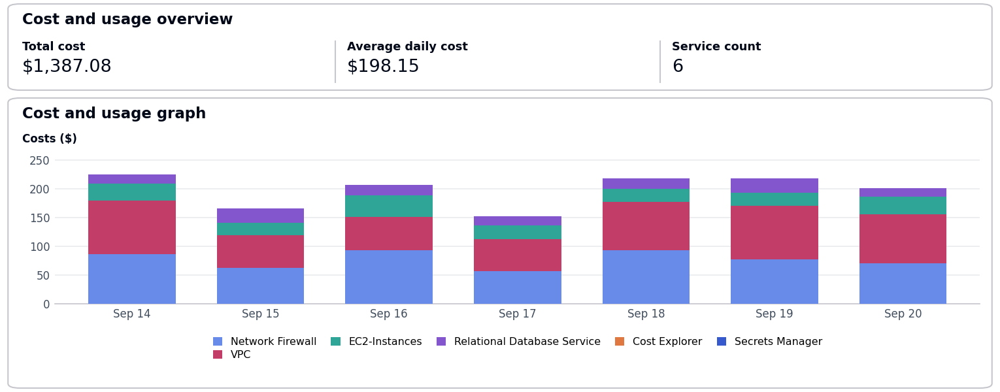 Cost and usage overview
Total cost
Average daily cost
Service count
$1,387.08
$198.15
6
Cost and usage graph
Costs ($)
250
200
150
100
50
0
Sep 14
Sep 15
Sep 16
Sep 17
Sep 18
Sep 19
Sep 20
Network Firewall
EC2-Instances
Relational Database Service
Cost Explorer
Secrets Manager
VPC